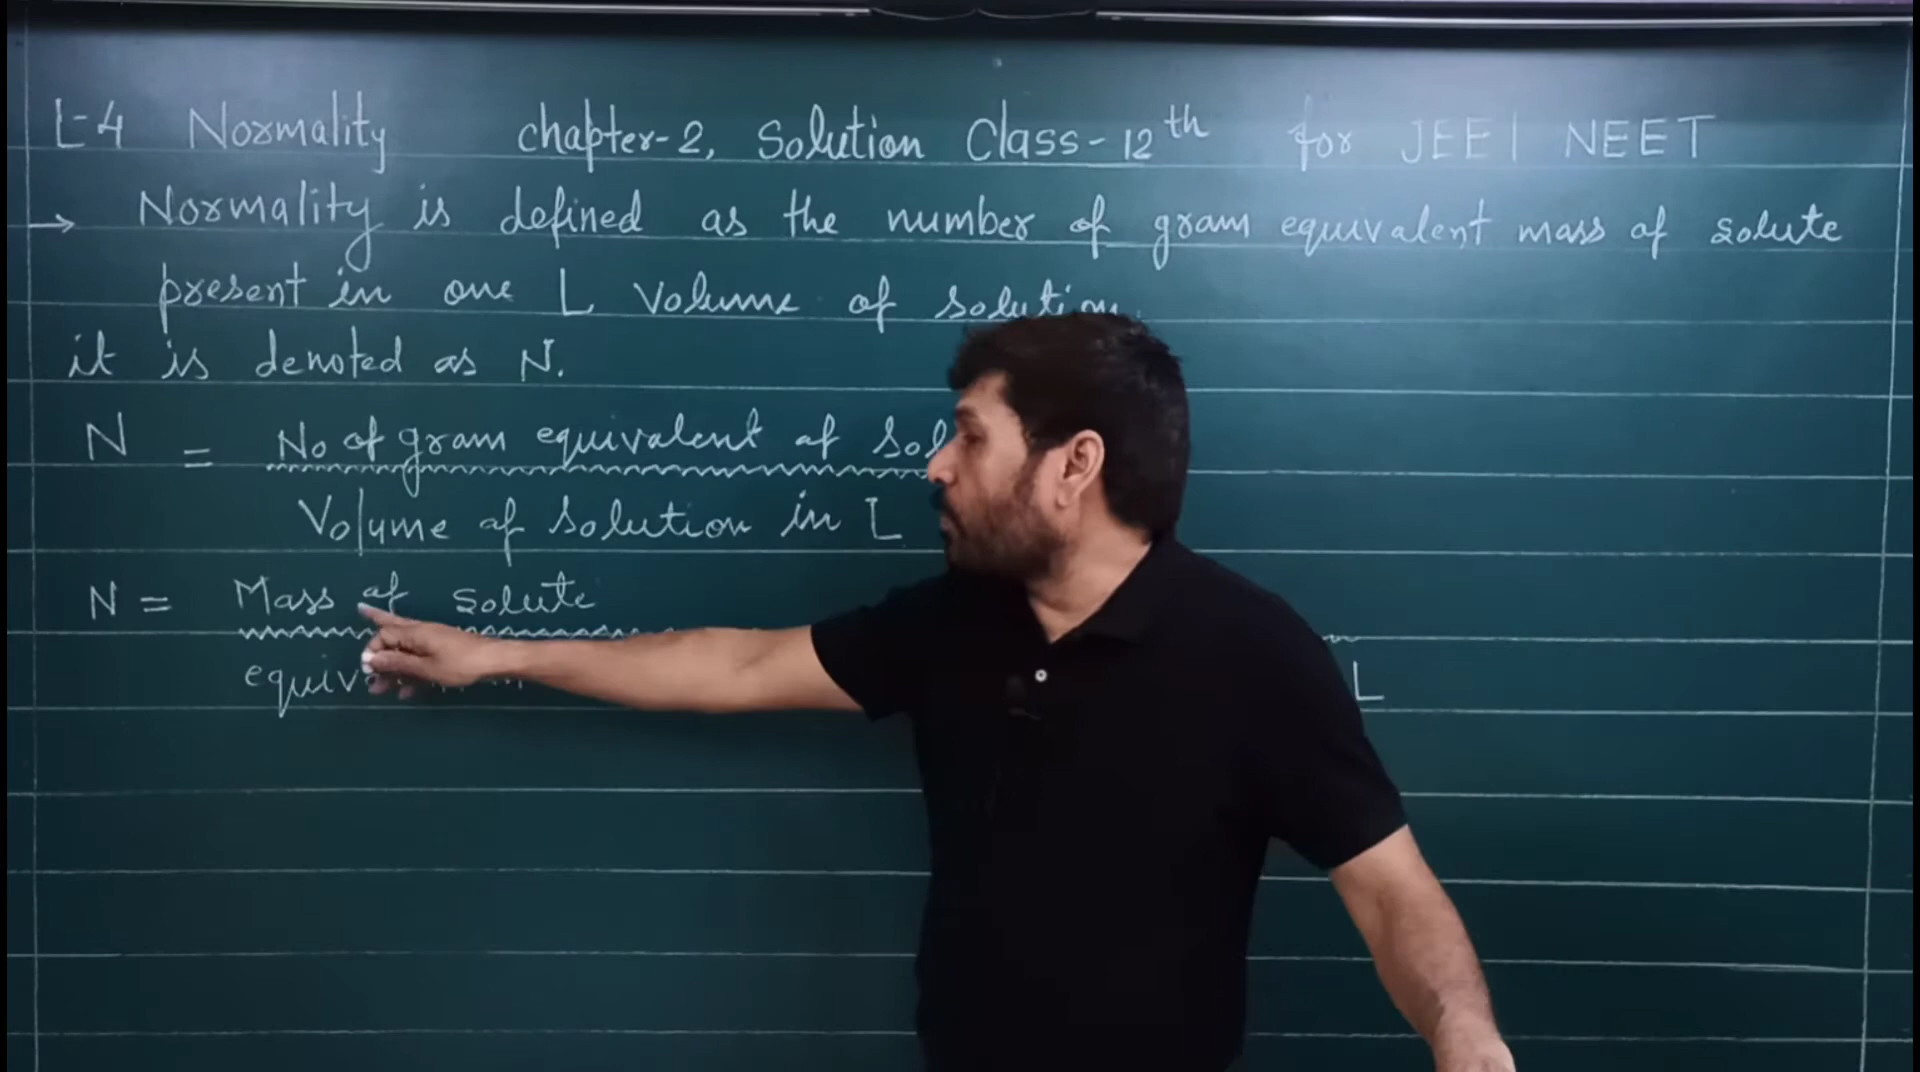 L-4 Normality chapter-2, Solution Class-12th for JEE| NEET
→ Normality is defined as the number of gram equivalent mass of solute
present in one L Volume of solution.
it is denoted as N.
N = No of gram equivalent of
Volume of solution in L
N = Mass of solute
L